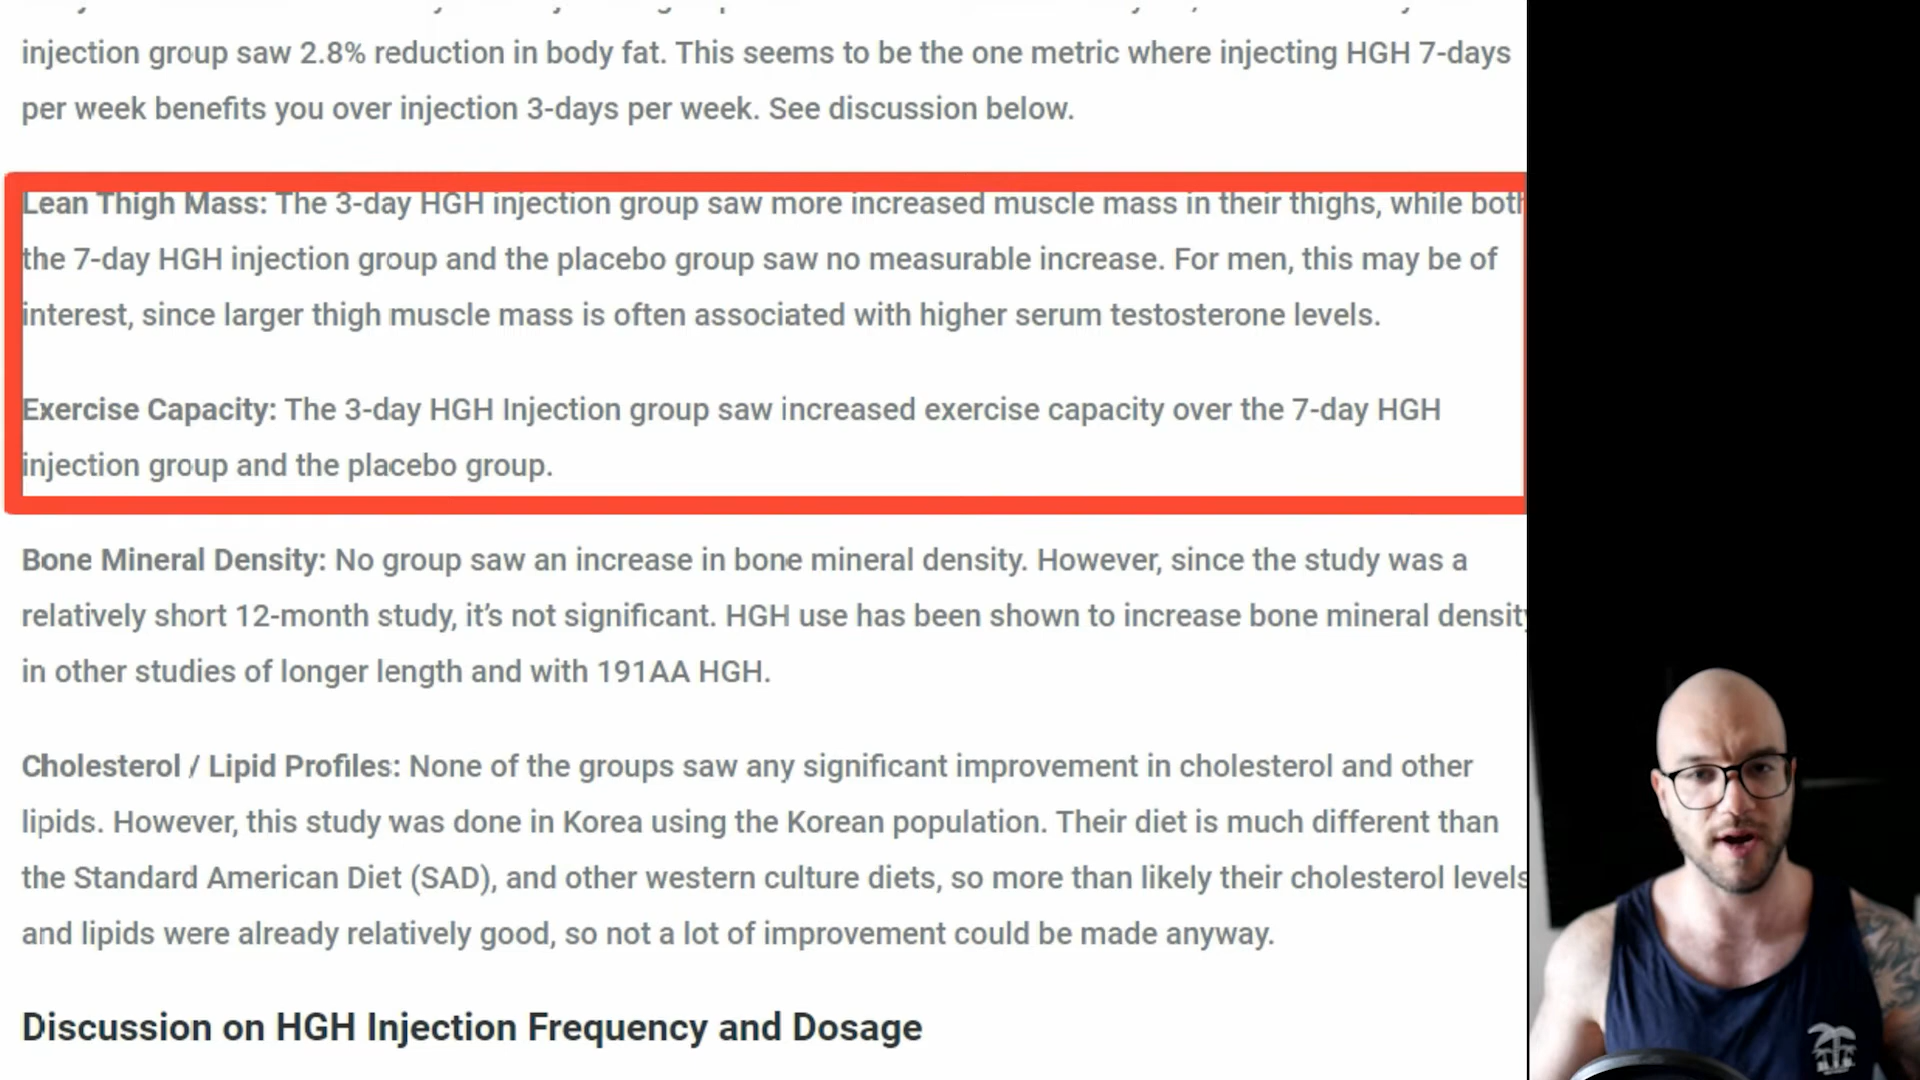 injection group saw 2.8% reduction in body fat. This seems to be the one metric where injecting HGH 7-days
per week benefits you over injection 3-days per week. See discussion below.
Lean Thigh Mass: The 3-day HGH injection group saw more increased muscle mass in their thighs, while both
the 7-day HGH injection group and the placebo group saw no measurable increase. For men, this may be of
interest, since larger thigh muscle mass is often associated with higher serum testosterone levels.
Exercise Capacity: The 3-day HGH Injection group saw increased exercise capacity over the 7-day HGH
injection group and the placebo group.
Bone Mineral Density: No group saw an increase in bone mineral density. However, since the study was a
relatively short 12-month study, it’s not significant. HGH use has been shown to increase bone mineral density
in other studies of longer length and with 191AA HGH.
Cholesterol / Lipid Profiles: None of the groups saw any significant improvement in cholesterol and other
lipids. However, this study was done in Korea using the Korean population. Their diet is much different than
the Standard American Diet (SAD), and other western culture diets, so more than likely their cholesterol levels
and lipids were already relatively good, so not a lot of improvement could be made anyway.
Discussion on HGH Injection Frequency and Dosage